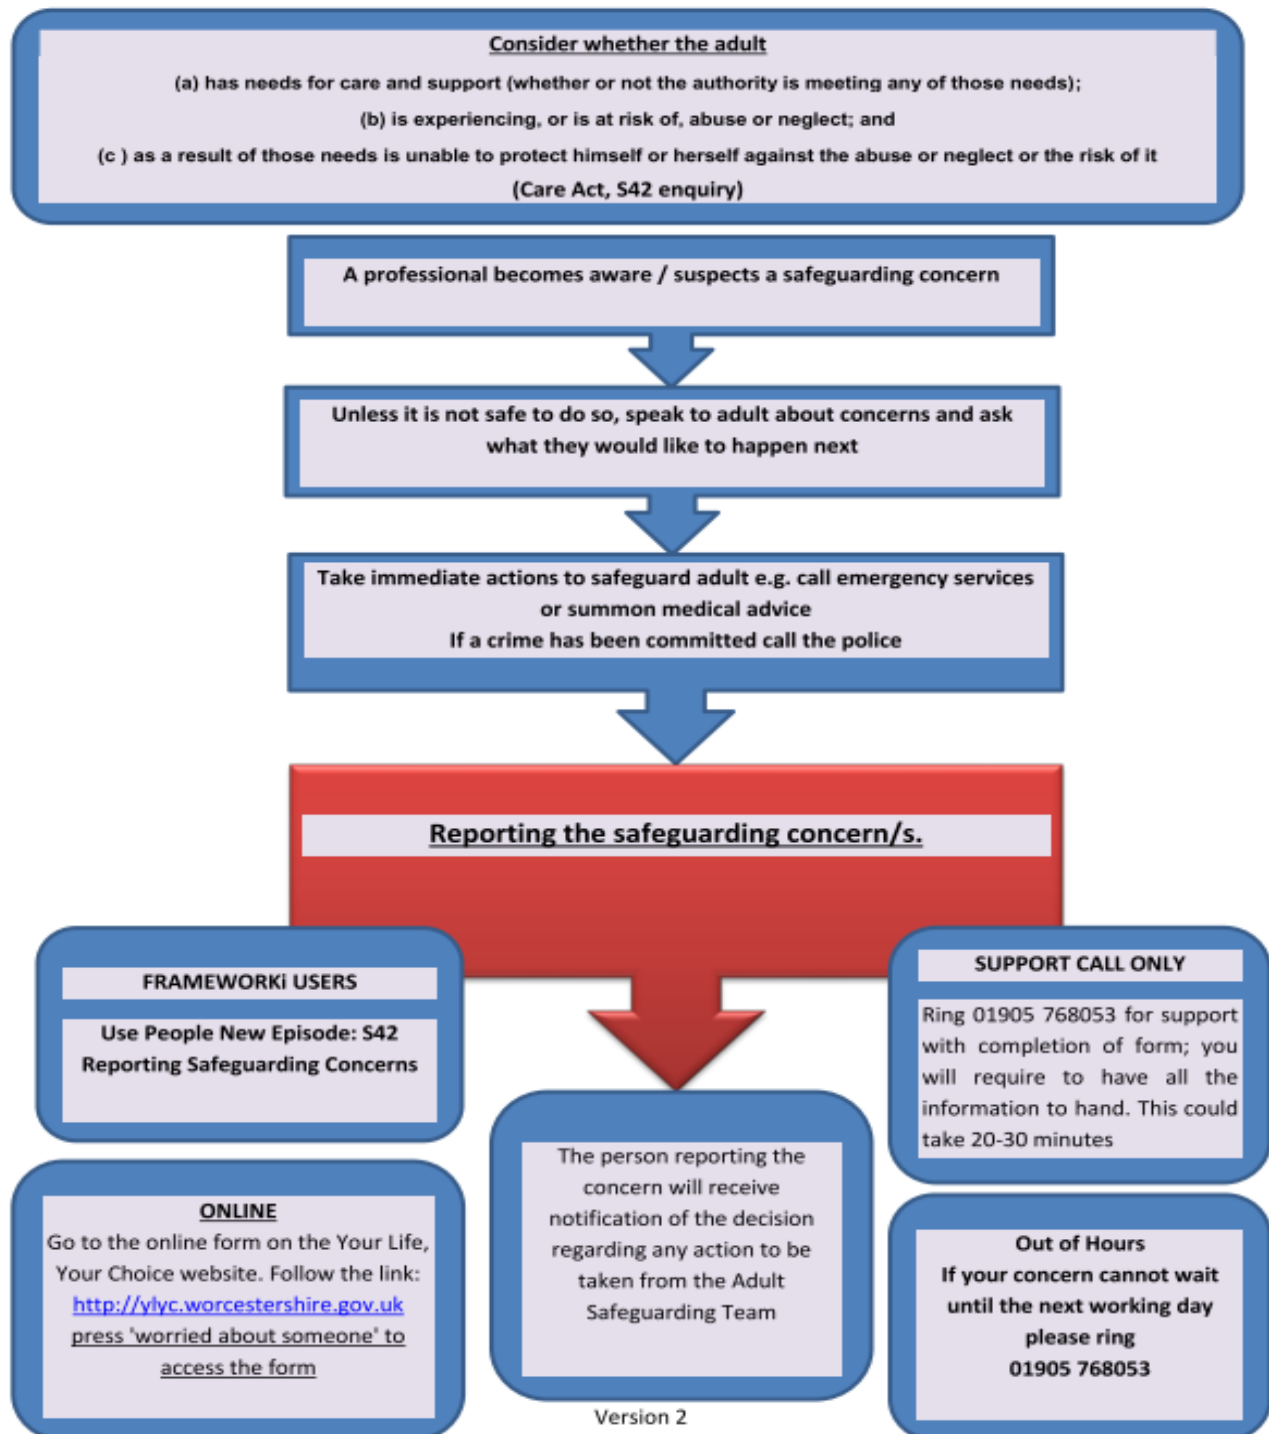 Consider whether the adult
(a) has needs for care and support (whether or not the authority is meeting any of those needs);
(b) is experiencing, or is at risk of, abuse or neglect; and
(c ) as a result of those needs is unable to protect himself or herself against the abuse or neglect or the risk of it
(Care Act, S42 enquiry)
A professional becomes aware / suspects a safeguarding concern
Unless it is not safe to do so, speak to adult about concerns and ask
what they would like to happen next
Take immediate actions to safeguard adult e.g. call emergency services
or summon medical advice
If a crime has been committed call the police
Reporting the safeguarding concern/s.
FRAMEWORKi USERS
Use People New Episode: S42
Reporting Safeguarding Concerns
ONLINE
Go to the online form on the Your Life,
Your Choice website. Follow the link:
http://ylyc.worcestershire.gov.uk
press 'worried about someone' to
access the form
The person reporting the
concern will receive
notification of the decision
regarding any action to be
taken from the Adult
Safeguarding Team
SUPPORT CALL ONLY
Ring 01905 768053 for support
with completion of form; you
will require to have all the
information to hand. This could
take 20-30 minutes
Out of Hours
If your concern cannot wait
until the next working day
please ring
01905 768053
Version 2